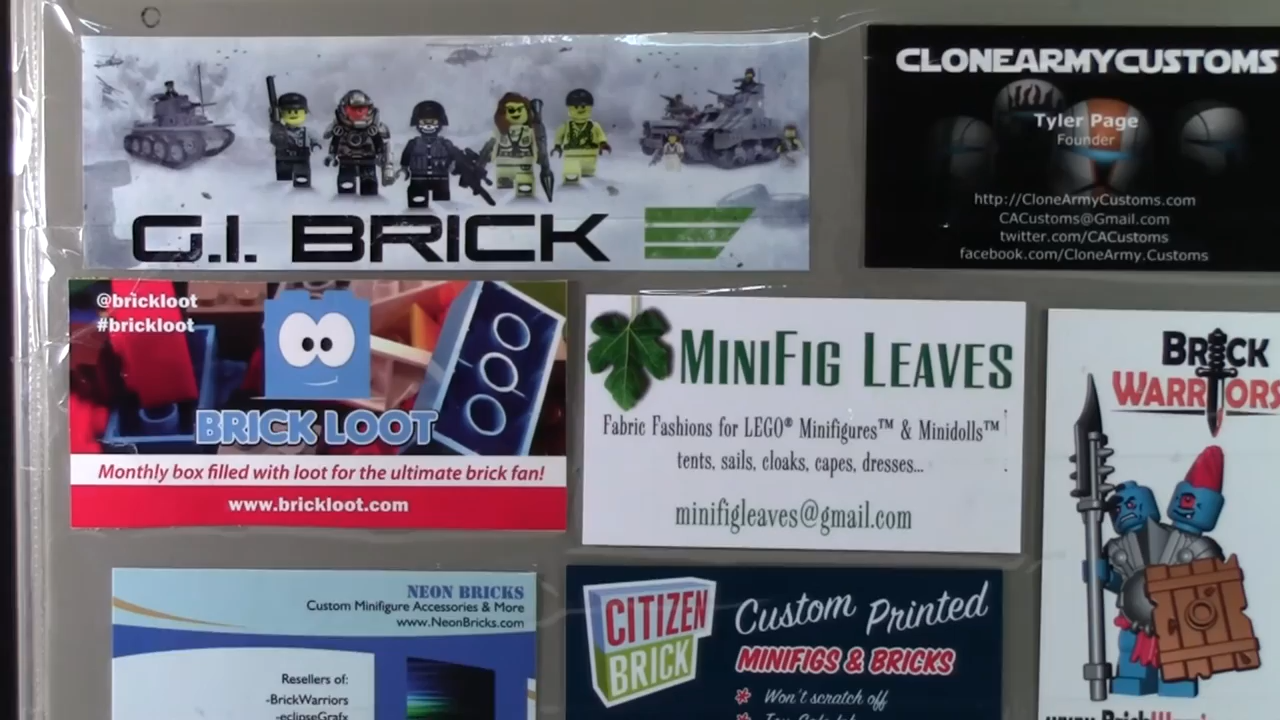 G.I. BRICK
CLONEARMYCUSTOMS
Tyler Page
Founder
http://CloneArmyCustoms.com
CACustoms@Gmail.com
twitter.com/CACustoms
facebook.com/CloneArmy.Customs
@brickloot
#brickloot
BRICK LOOT
Monthly box filled with loot for the ultimate brick fan!
www.brickloot.com
MINIFIG LEAVES
Fabric Fashions for LEGO® Minifigures™ & Minidolls™
tents, sails, cloaks, capes, dresses...
minifigleaves@gmail.com
BRICK
WARRIORS
NEON BRICKS
Custom Minifigure Accessories & More
www.NeonBricks.com
Resellers of:
-BrickWarriors
-eclipseGrafx
CITIZEN
BRICK
Custom Printed
MINIFIGS & BRICKS
* Won't scratch off